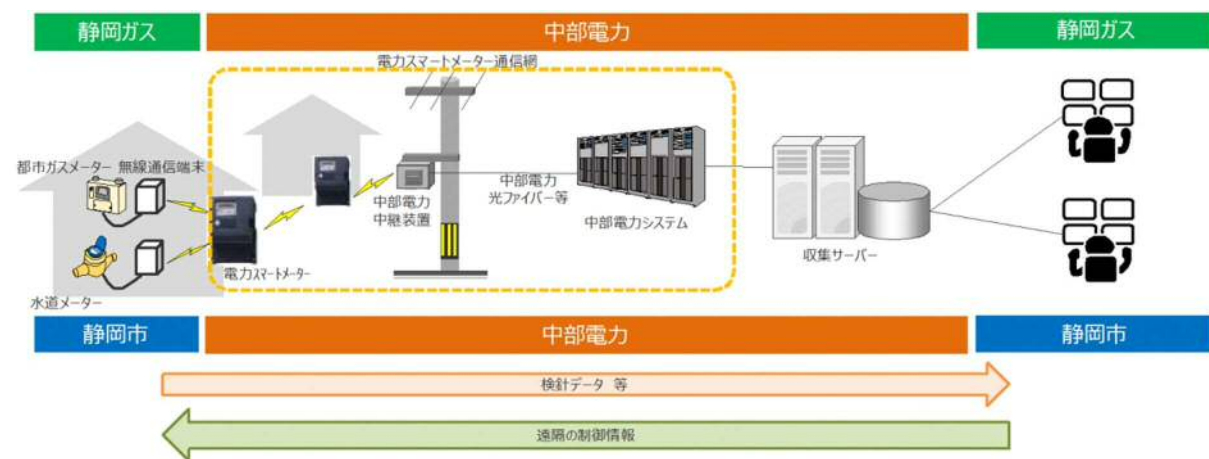 静岡ガス
中部電力
静岡ガス
電力スマートメーター通信網
都市ガスメーター 無線通信端末
中部電力
中継装置
中部電力
光ファイバー等
中部電力システム
収集サーバー
電力スマートメーター
水道メーター
静岡市
中部電力
静岡市
検針データ 等
遠隔の制御情報